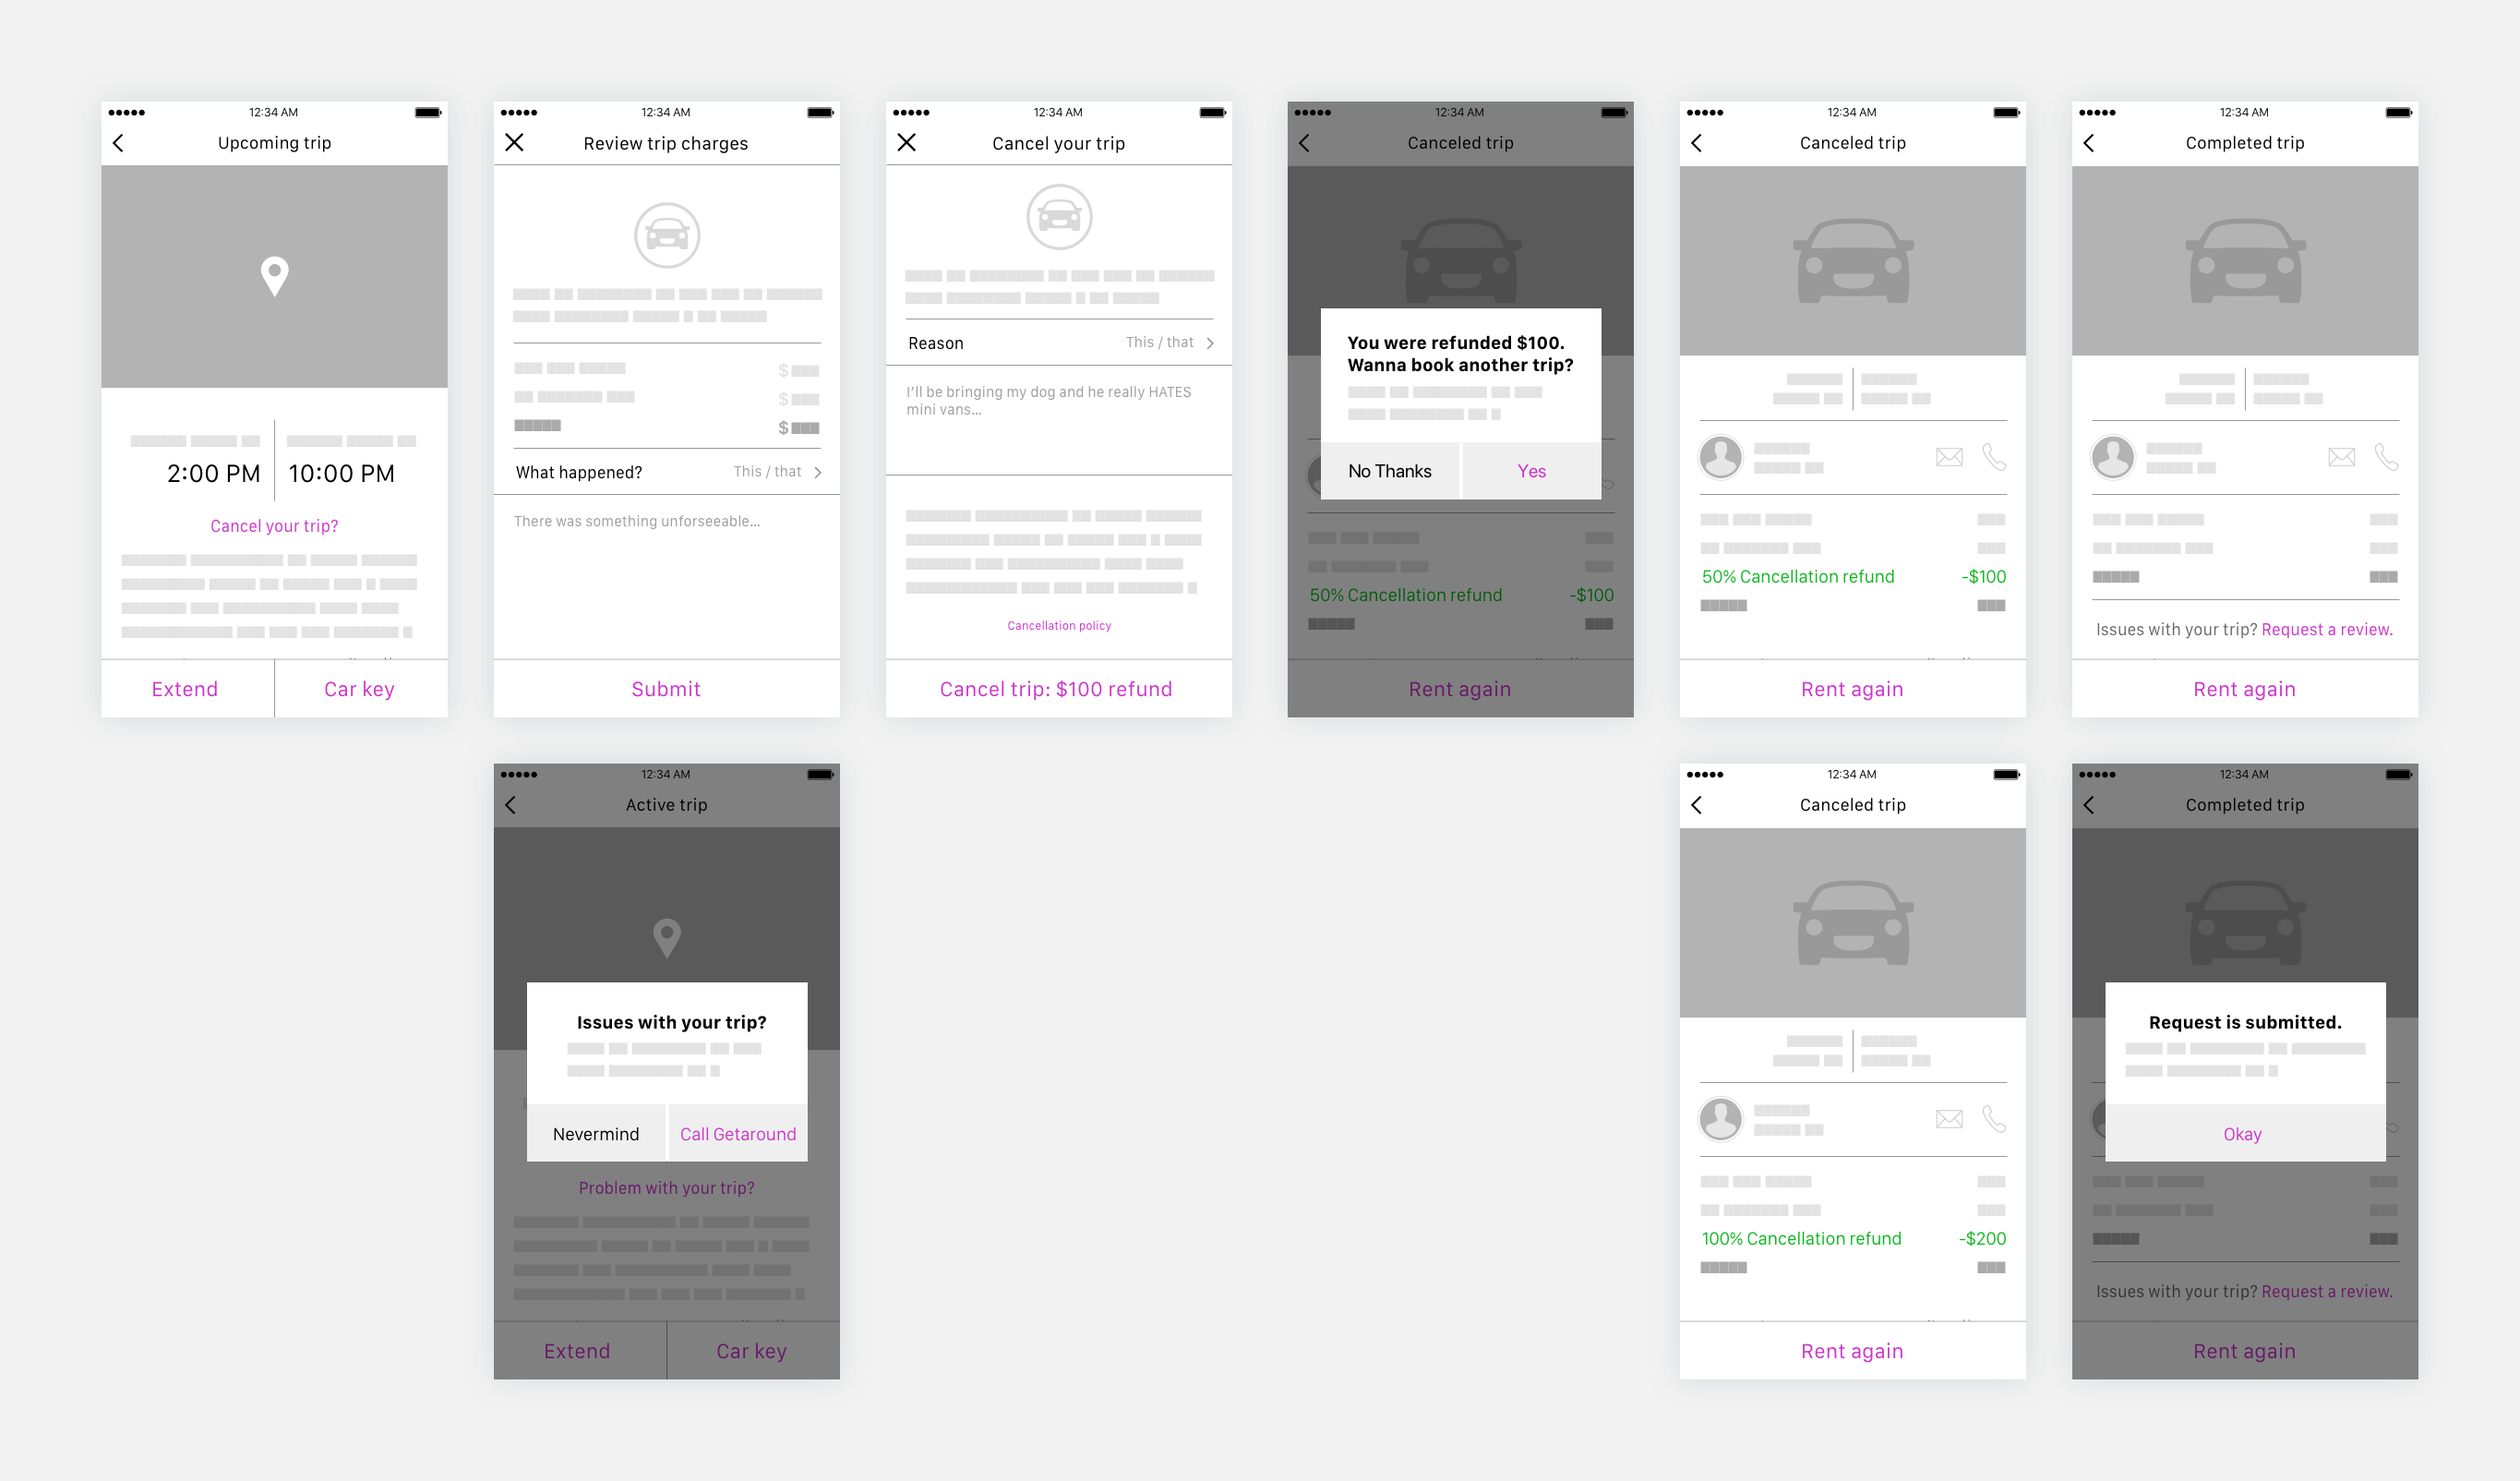 12:34 AM
Upcoming trip
2:00 PM
10:00 PM
Cancel your trip?
Extend
Car key
12:34 AM
Review trip charges
$
$
$
What happened?
This / that
There was something unforseeable...
Submit
12:34 AM
Cancel your trip
Reason
This / that
I'll be bringing my dog and he really HATES
mini vans...
Cancellation policy
Cancel trip: $100 refund
12:34 AM
Canceled trip
You were refunded $100.
Wanna book another trip?
No Thanks
Yes
50% Cancellation refund
-$100
Rent again
12:34 AM
Canceled trip
50% Cancellation refund
-$100
Rent again
12:34 AM
Completed trip
Issues with your trip? Request a review.
Rent again
12:34 AM
Active trip
Issues with your trip?
Nevermind
Call Getaround
Problem with your trip?
Extend
Car key
12:34 AM
Canceled trip
100% Cancellation refund
-$200
Rent again
12:34 AM
Completed trip
Request is submitted.
Okay
Issues with your trip? Request a review.
Rent again